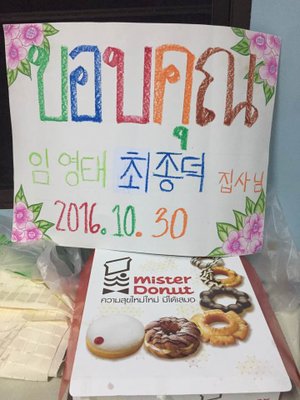 ขอบคุณ
임영태 최종덕 집사님
2016.10.30
mister
Donut
ความสุขใหม่ใหม่ มีได้เสมอ